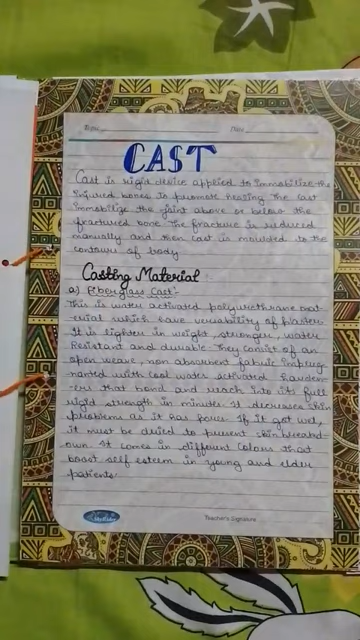 Date
CAST
Cast is rigid device applied to immobilize the
injured bones to promote healing the cast
immobilize the joint above or below the
fractured bone the fracture is reduced
manually and then cast is moulded to the
contours of body
Casting Material
a) Fiberglass Cast:-
This is water activated polyurethrane mat
erial which have versability of plaster
It is lighter in weight, stronger, water
resistant and durable They consist of an
open weave, non absorbent fabric impreg
nanted with cool water activated harden
-ers that bond and reach into its full
rigid strength in minutes. it decreases skin
problems as it has pores If it got wet,
it must be dried to prevent skin breakd-
own. It comes in different colours that
boost self esteem in young and elder
patients
Teacher's Signature